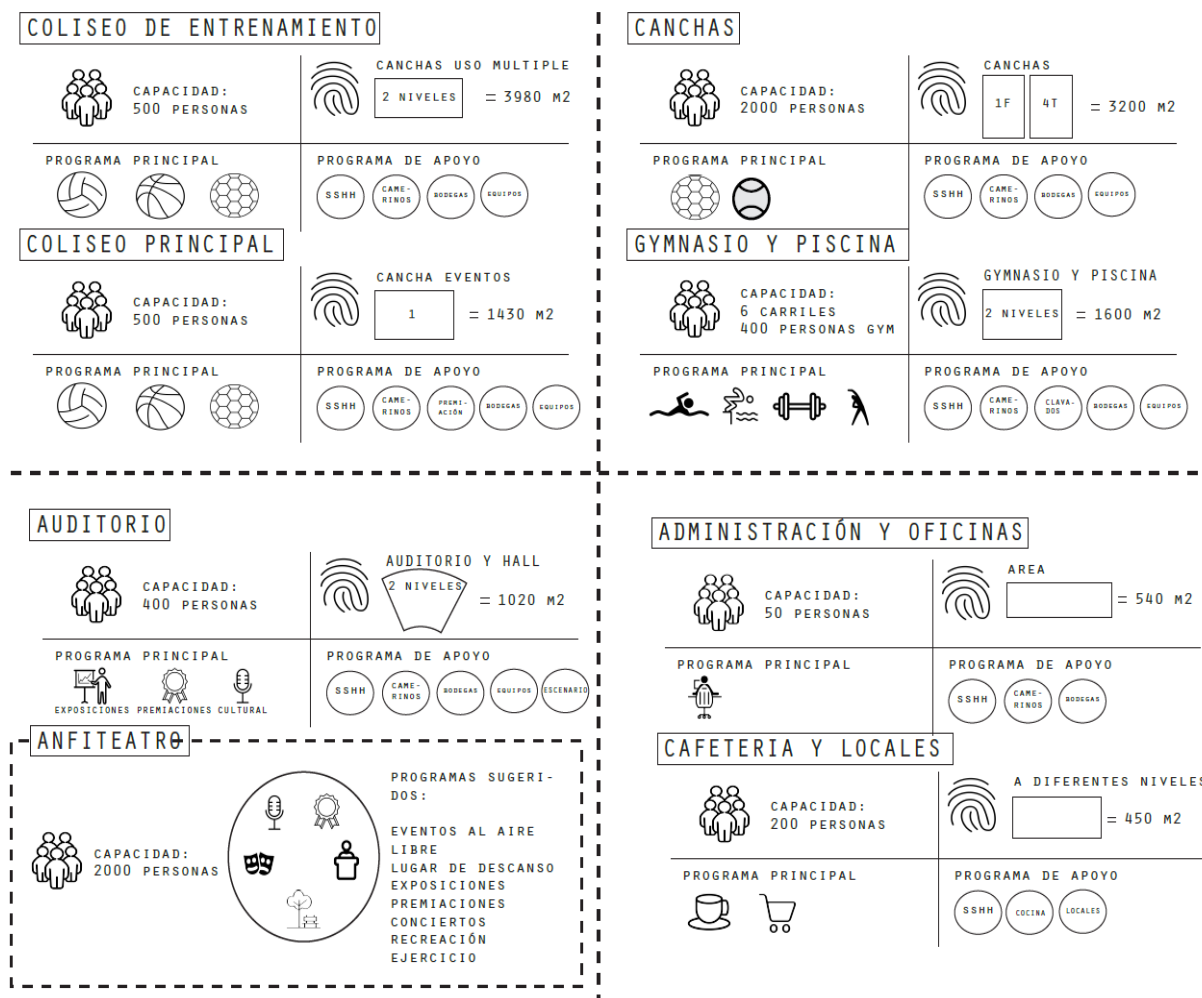 COLISEO DE ENTRENAMIENTO
CAPACIDAD:
500 PERSONAS
CANCHAS USO MULTIPLE
2 NIVELES
= 3980 M2
PROGRAMA PRINCIPAL
PROGRAMA DE APOYO
SSHH
CAME-
RINOS
BODEGAS
EQUIPOS
COLISEO PRINCIPAL
CAPACIDAD:
500 PERSONAS
CANCHA EVENTOS
1
= 1430 M2
PROGRAMA PRINCIPAL
PROGRAMA DE APOYO
SSHH
CAME-
RINOS
PREMI-
ACIÓN
BODEGAS
EQUIPOS
CANCHAS
CAPACIDAD:
2000 PERSONAS
CANCHAS
1F
4T
= 3200 M2
PROGRAMA PRINCIPAL
PROGRAMA DE APOYO
SSHH
CAME-
RINOS
BODEGAS
EQUIPOS
GYMNASIO Y PISCINA
CAPACIDAD:
6 CARRILES
400 PERSONAS GYM
GYMNASIO Y PISCINA
2 NIVELES
= 1600 M2
PROGRAMA PRINCIPAL
PROGRAMA DE APOYO
SSHH
CAME-
RINOS
CLAVA-
DOS
BODEGAS
EQUIPOS
AUDITORIO
CAPACIDAD:
400 PERSONAS
AUDITORIO Y HALL
2 NIVELES
= 1020 M2
PROGRAMA PRINCIPAL
EXPOSICIONES PREMIACIONES CULTURAL
PROGRAMA DE APOYO
SSHH
CAME-
RINOS
BODEGAS
EQUIPOS
ESCENARIO
ANFITEATRO
CAPACIDAD:
2000 PERSONAS
PROGRAMAS SUGERI-
DOS:
EVENTOS AL AIRE
LIBRE
LUGAR DE DESCANSO
EXPOSICIONES
PREMIACIONES
CONCIERTOS
RECREACIÓN
EJERCICIO
ADMINISTRACIÓN Y OFICINAS
CAPACIDAD:
50 PERSONAS
AREA
= 540 M2
PROGRAMA PRINCIPAL
PROGRAMA DE APOYO
SSHH
CAME-
RINOS
BODEGAS
CAFETERIA Y LOCALES
CAPACIDAD:
200 PERSONAS
A DIFERENTES NIVELES
= 450 M2
PROGRAMA PRINCIPAL
PROGRAMA DE APOYO
SSHH
COCINA
LOCALES